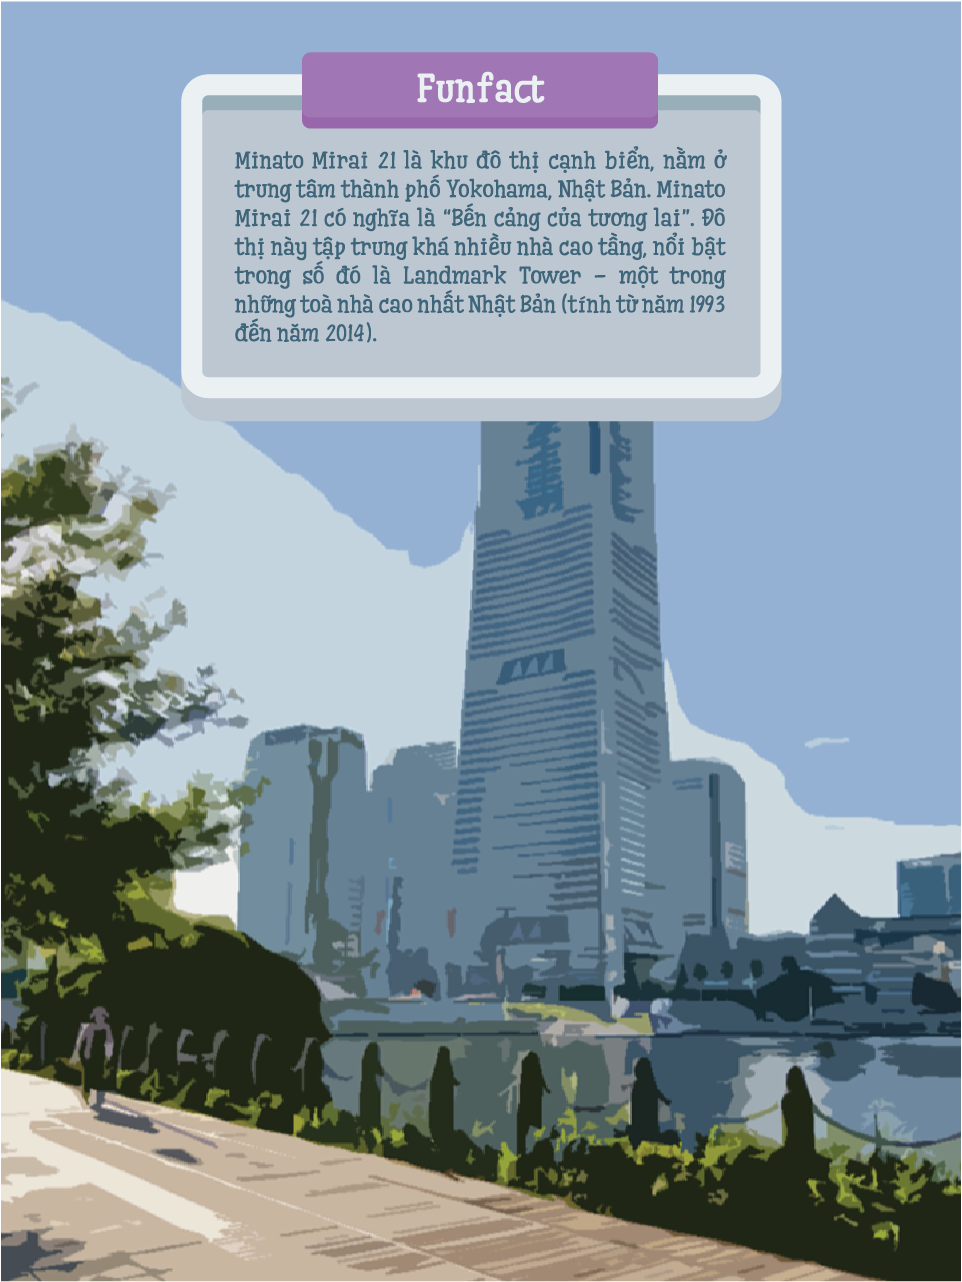 Funfact
Minato Mirai 21 là khu đô thị cạnh biển, nằm ở
trung tâm thành phố Yokohama, Nhật Bản. Minato
Mirai 21 có nghĩa là “Bến cảng của tương lai”. Đô
thị này tập trung khá nhiều nhà cao tầng, nổi bật
trong số đó là Landmark Tower – một trong
những toà nhà cao nhất Nhật Bản (tính từ năm 1993
đến năm 2014).